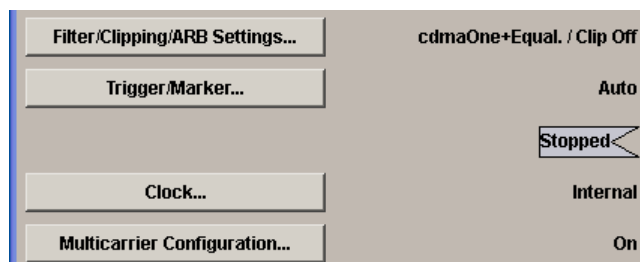 Filter/Clipping/ARB Settings... cdmaOne+Equal. / Clip Off
Trigger/Marker... Auto
Stopped
Clock... Internal
Multicarrier Configuration... On